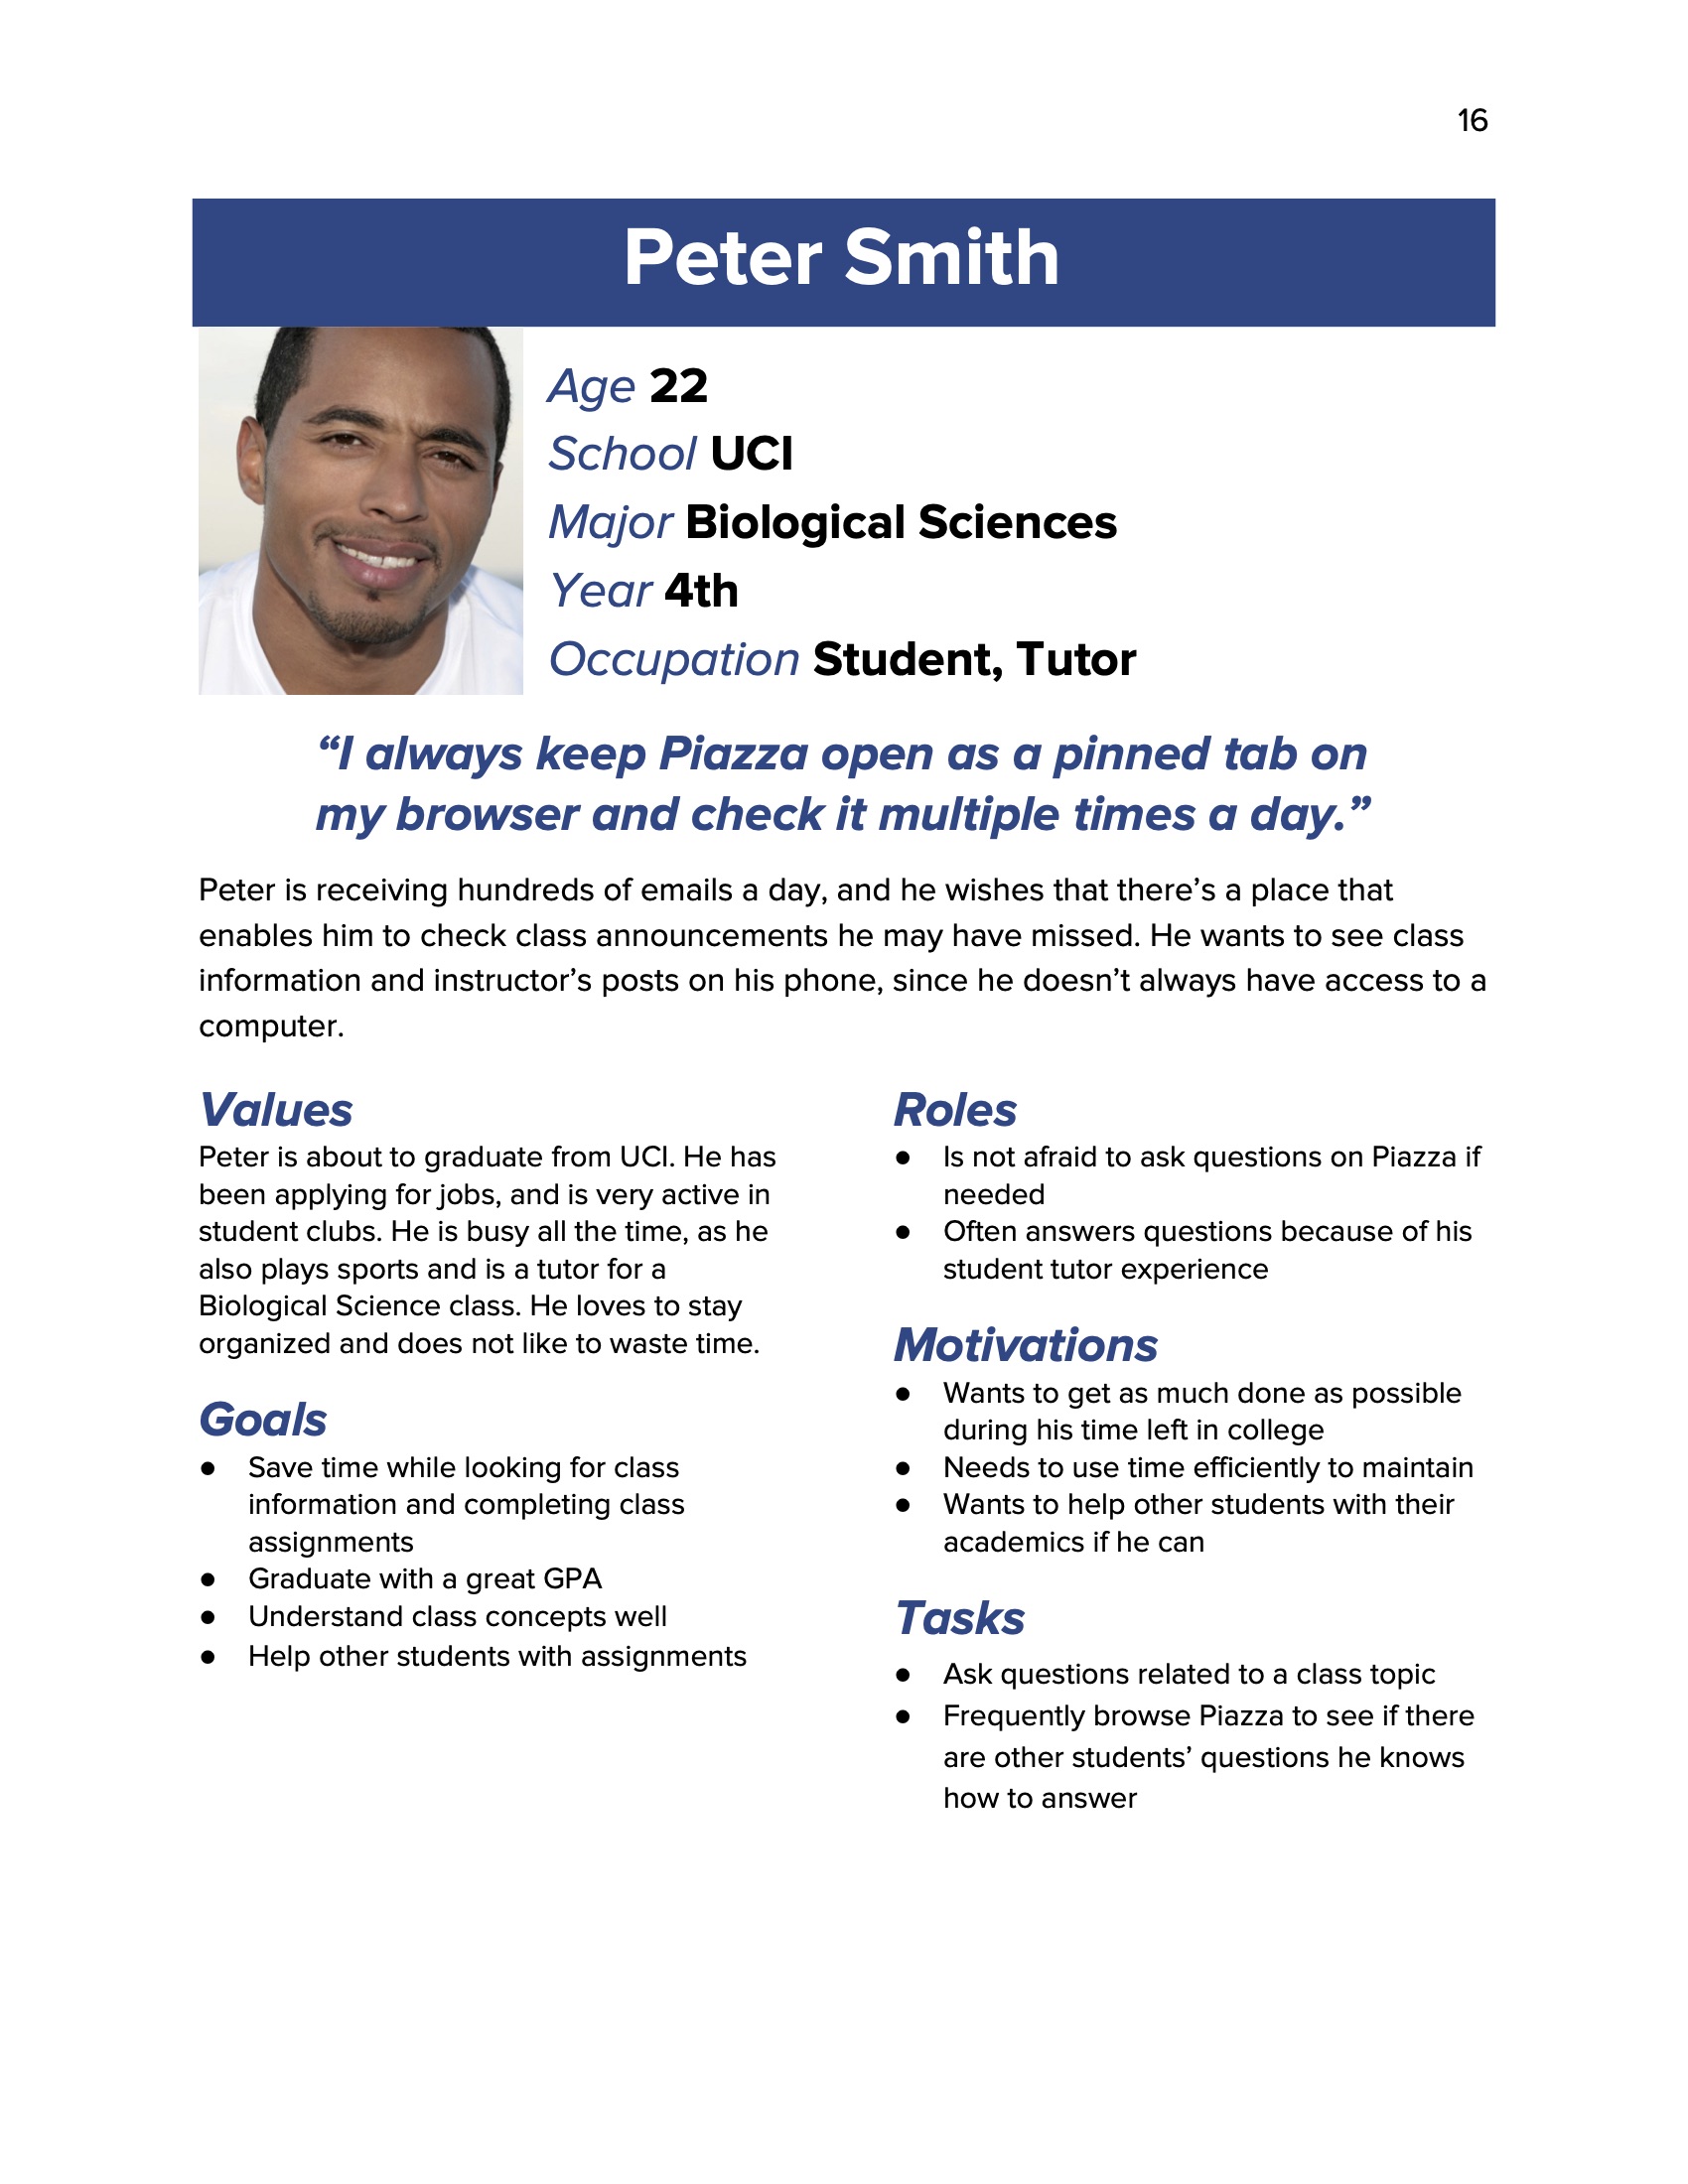 16
Peter Smith
Age 22
School UCI
Major Biological Sciences
Year 4th
Occupation Student, Tutor
“I always keep Piazza open as a pinned tab on
my browser and check it multiple times a day.”
Peter is receiving hundreds of emails a day, and he wishes that there’s a place that
enables him to check class announcements he may have missed. He wants to see class
information and instructor’s posts on his phone, since he doesn’t always have access to a
computer.
Values
Peter is about to graduate from UCI. He has
been applying for jobs, and is very active in
student clubs. He is busy all the time, as he
also plays sports and is a tutor for a
Biological Science class. He loves to stay
organized and does not like to waste time.
Goals
● Save time while looking for class
information and completing class
assignments
● Graduate with a great GPA
● Understand class concepts well
● Help other students with assignments
Roles
● Is not afraid to ask questions on Piazza if
needed
● Often answers questions because of his
student tutor experience
Motivations
● Wants to get as much done as possible
during his time left in college
● Needs to use time efficiently to maintain
● Wants to help other students with their
academics if he can
Tasks
● Ask questions related to a class topic
● Frequently browse Piazza to see if there
are other students’ questions he knows
how to answer